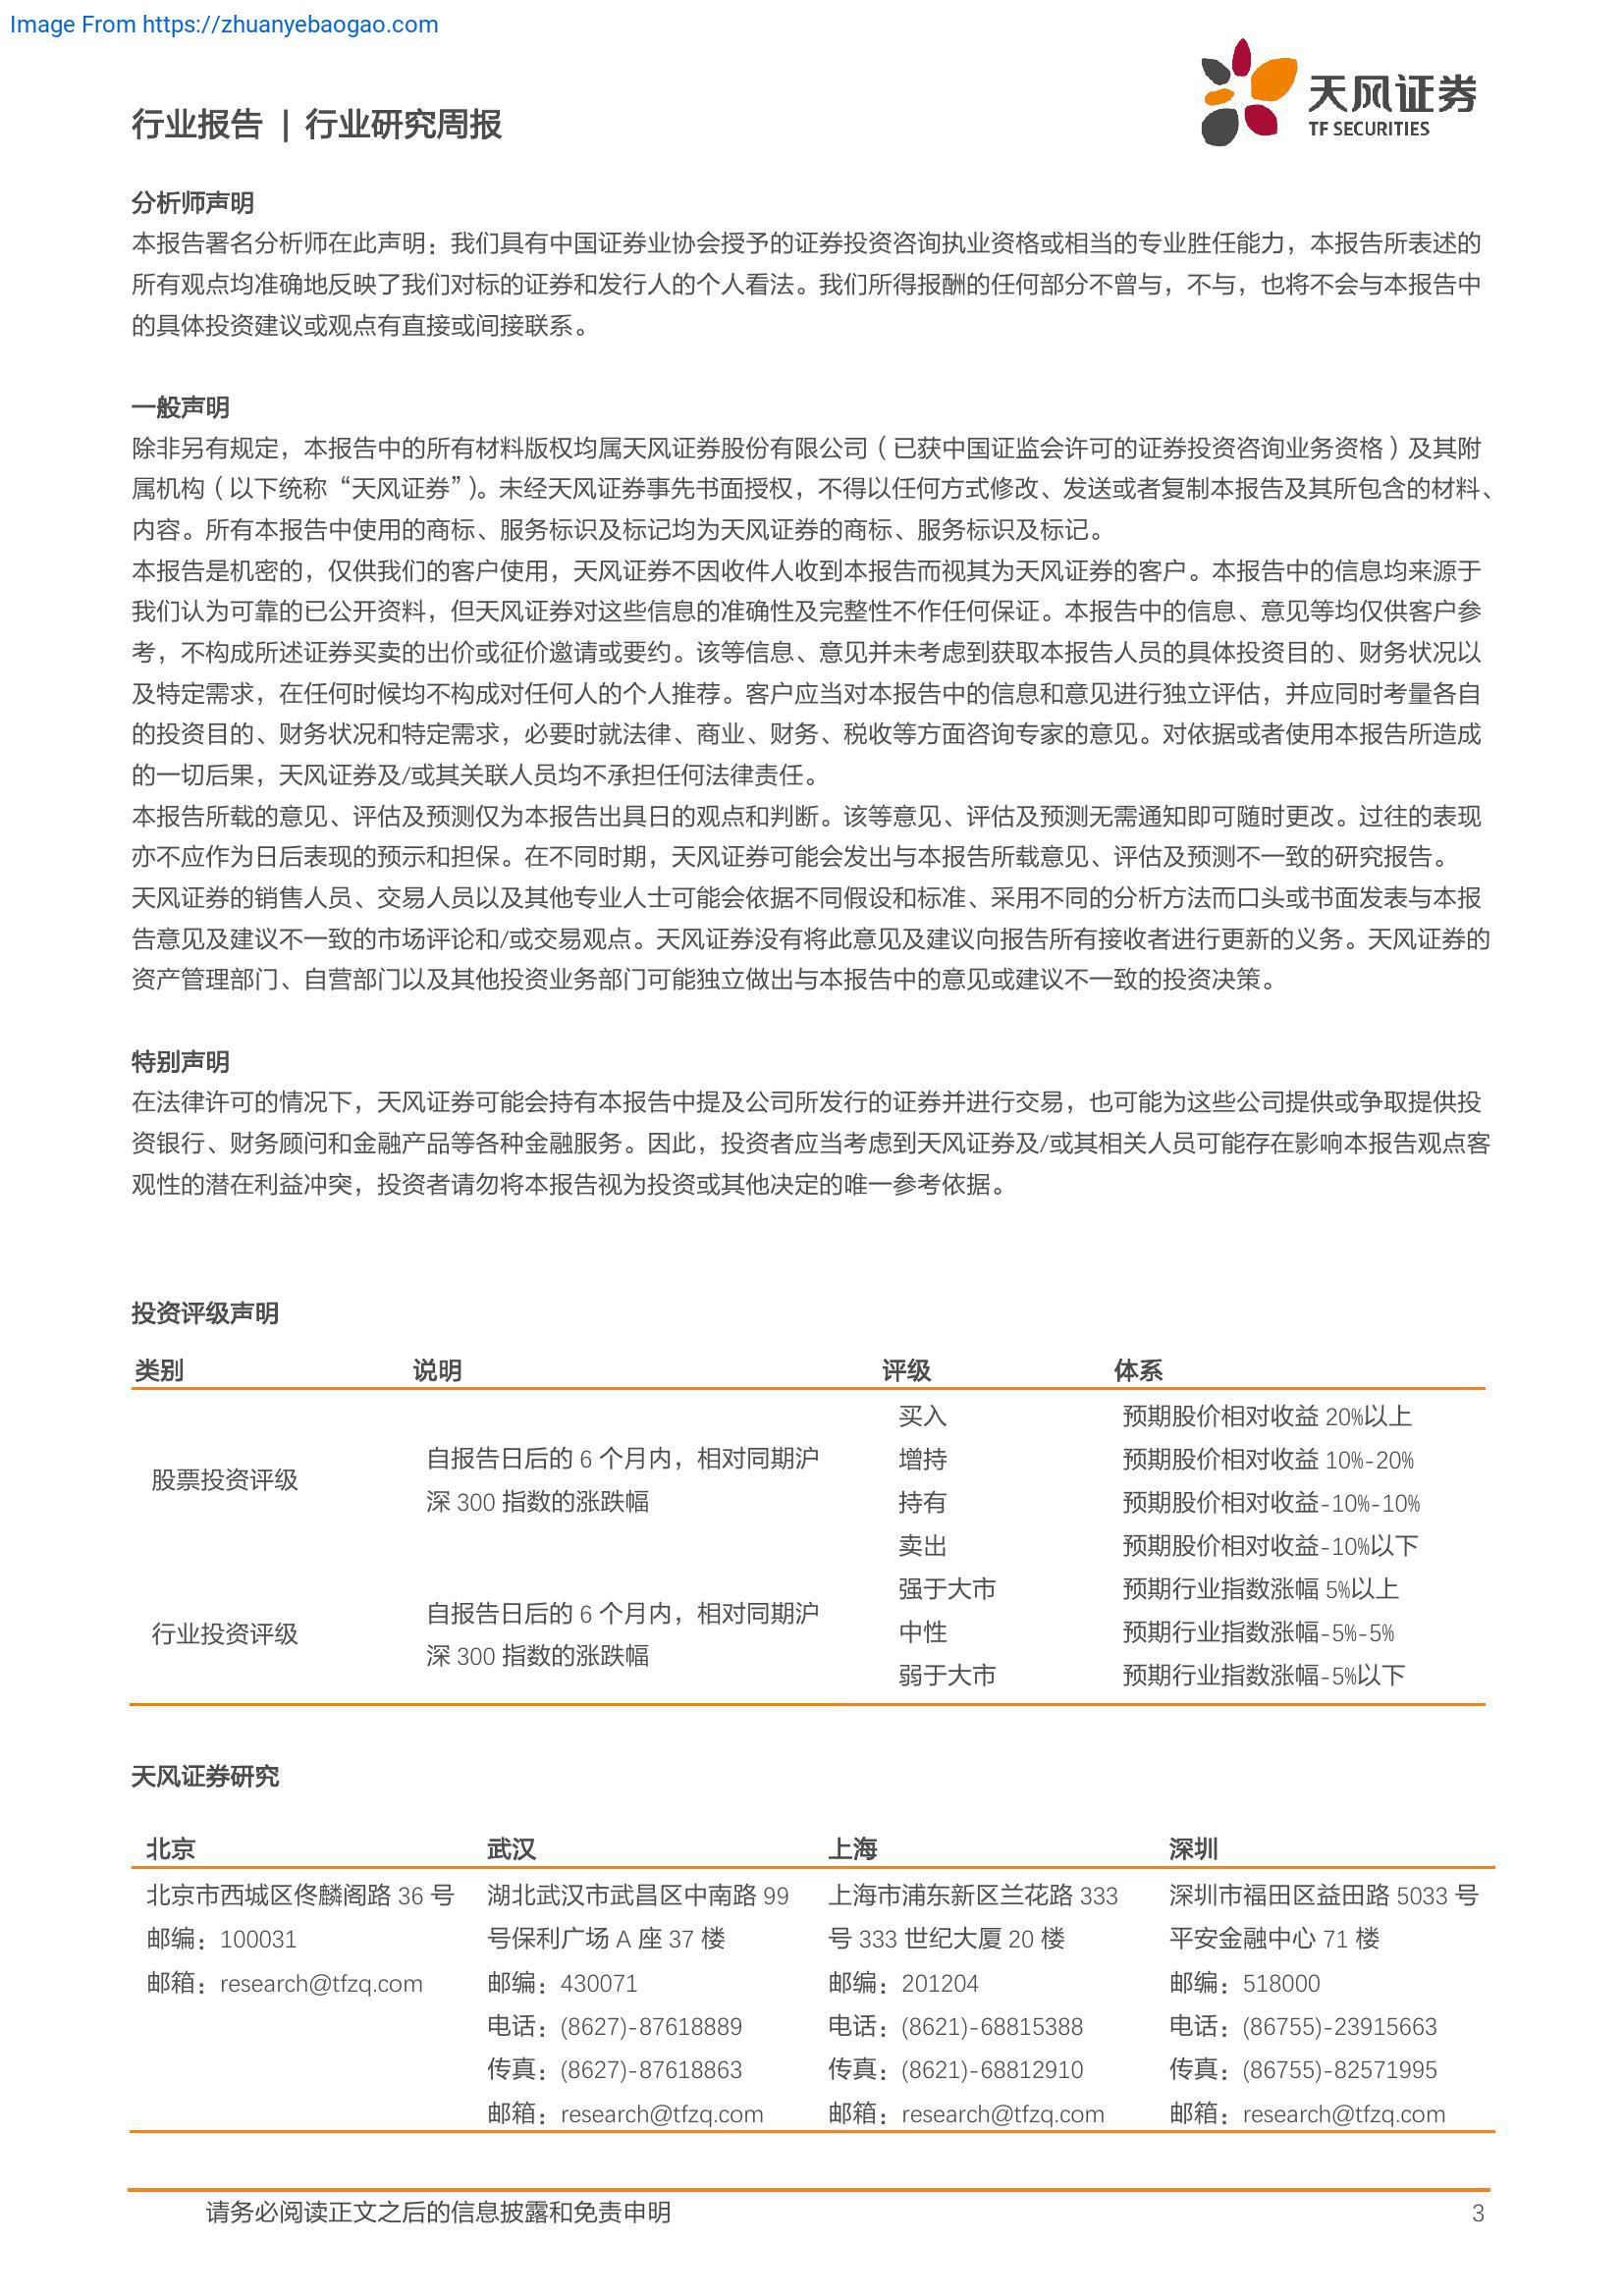 Image From https://zhuanyebaogao.com
行业报告 | 行业研究周报
天风证券
TF SECURITIES
分析师声明
本报告署名分析师在此声明：我们具有中国证券业协会授予的证券投资咨询执业资格或相当的专业胜任能力，本报告所表述的
所有观点均准确地反映了我们对标的证券和发行人的个人看法。我们所得报酬的任何部分不曾与，不与，也将不会与本报告中
的具体投资建议或观点有直接或间接联系。
一般声明
除非另有规定，本报告中的所有材料版权均属天风证券股份有限公司（已获中国证监会许可的证券投资咨询业务资格）及其附
属机构（以下统称“天风证券”）。未经天风证券事先书面授权，不得以任何方式修改、发送或者复制本报告及其所包含的材料、
内容。所有本报告中使用的商标、服务标识及标记均为天风证券的商标、服务标识及标记。
本报告是机密的，仅供我们的客户使用，天风证券不因收件人收到本报告而视其为天风证券的客户。本报告中的信息均来源于
我们认为可靠的已公开资料，但天风证券对这些信息的准确性及完整性不作任何保证。本报告中的信息、意见等均仅供客户参
考，不构成所述证券买卖的出价或征价邀请或要约。该等信息、意见并未考虑到获取本报告人员的具体投资目的、财务状况以
及特定需求，在任何时候均不构成对任何人的个人推荐。客户应当对本报告中的信息和意见进行独立评估，并应同时考量各自
的投资目的、财务状况和特定需求，必要时就法律、商业、财务、税收等方面咨询专家的意见。对依据或者使用本报告所造成
的一切后果，天风证券及/或其关联人员均不承担任何法律责任。
本报告所载的意见、评估及预测仅为本报告出具日的观点和判断。该等意见、评估及预测无需通知即可随时更改。过往的表现
亦不应作为日后表现的预示和担保。在不同时期，天风证券可能会发出与本报告所载意见、评估及预测不一致的研究报告。
天风证券的销售人员、交易人员以及其他专业人士可能会依据不同假设和标准、采用不同的分析方法而口头或书面发表与本报
告意见及建议不一致的市场评论和/或交易观点。天风证券没有将此意见及建议向报告所有接收者进行更新的义务。天风证券的
资产管理部门、自营部门以及其他投资业务部门可能独立做出与本报告中的意见或建议不一致的投资决策。
特别声明
在法律许可的情况下，天风证券可能会持有本报告中提及公司所发行的证券并进行交易，也可能为这些公司提供或争取提供投
资银行、财务顾问和金融产品等各种金融服务。因此，投资者应当考虑到天风证券及/或其相关人员可能存在影响本报告观点客
观性的潜在利益冲突，投资者请勿将本报告视为投资或其他决定的唯一参考依据。
投资评级声明
类别 说明 评级 体系
买入 预期股价相对收益 20%以上
自报告日后的 6 个月内，相对同期沪 增持 预期股价相对收益 10%-20%
股票投资评级
深 300 指数的涨跌幅 持有 预期股价相对收益-10%-10%
卖出 预期股价相对收益-10%以下
强于大市 预期行业指数涨幅 5%以上
自报告日后的 6 个月内，相对同期沪
行业投资评级 中性 预期行业指数涨幅-5%-5%
深 300 指数的涨跌幅
弱于大市 预期行业指数涨幅-5%以下
天风证券研究
北京 武汉 上海 深圳
北京市西城区佟麟阁路 36 号 湖北武汉市武昌区中南路 99 上海市浦东新区兰花路 333 深圳市福田区益田路 5033 号
邮编：100031 号保利广场 A 座 37 楼 号 333 世纪大厦 20 楼 平安金融中心 71 楼
邮箱：research@tfzq.com 邮编：430071 邮编：201204 邮编：518000
电话：(8627)-87618889 电话：(8621)-68815388 电话：(86755)-23915663
传真：(8627)-87618863 传真：(8621)-68812910 传真：(86755)-82571995
邮箱：research@tfzq.com 邮箱：research@tfzq.com 邮箱：research@tfzq.com
请务必阅读正文之后的信息披露和免责申明 3